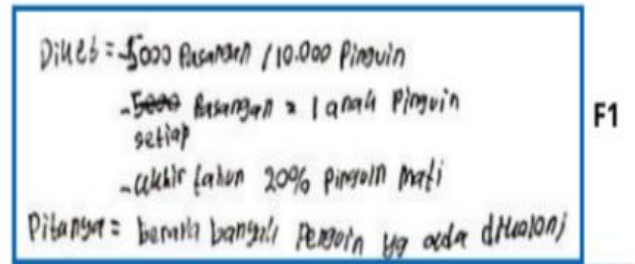 Diket = - 5000 Pasangan / 10.000 Pinguin
- 5000 Pasangan = 1 anak Pinguin
setiap
- akhir tahun 20% Pinguin mati
Ditanya = berapa banyak Penguin yg ada dikoloni
F1